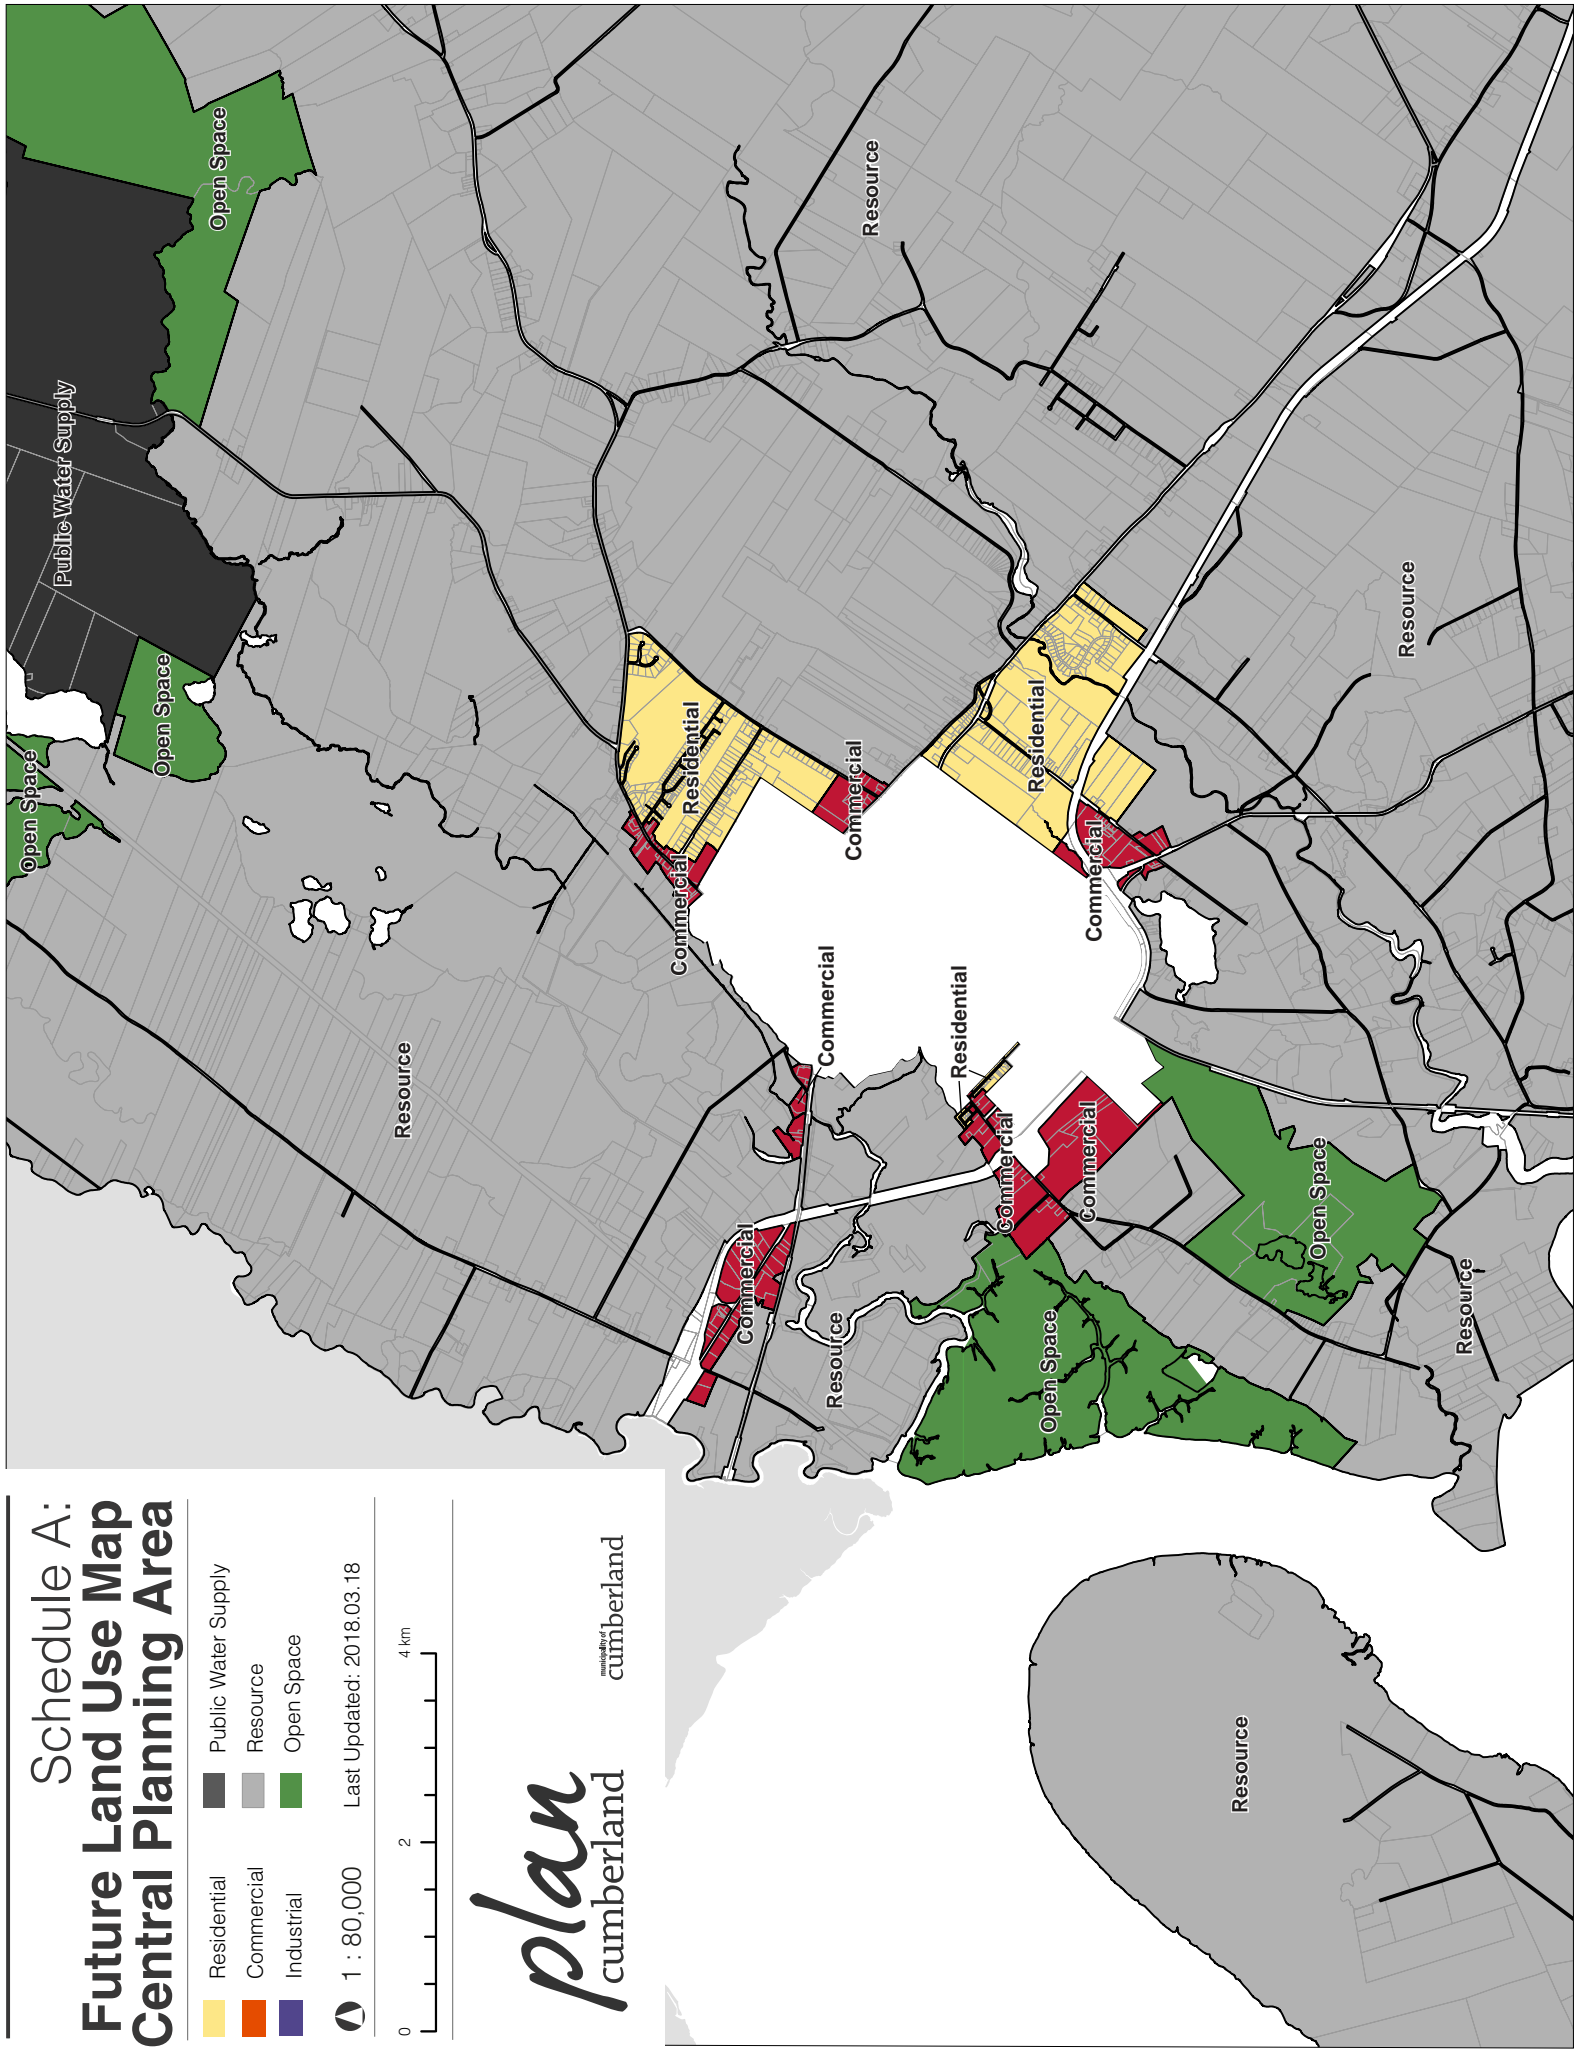 Schedule A:
Future Land Use Map
Central Planning Area
Residential
Public Water Supply
Commercial
Resource
Industrial
Open Space
1 : 80,000
Last Updated: 2018.03.18
0 2 4 km
plan
cumberland
municipality of
cumberland
Open Space
Public Water Supply
Open Space
Open Space
Resource
Commercial
Residential
Commercial
Commercial
Resource
Commercial
Resource
Residential
Commercial
Residential
Open Space
Commercial
Commercial
Resource
Open Space
Resource
Resource